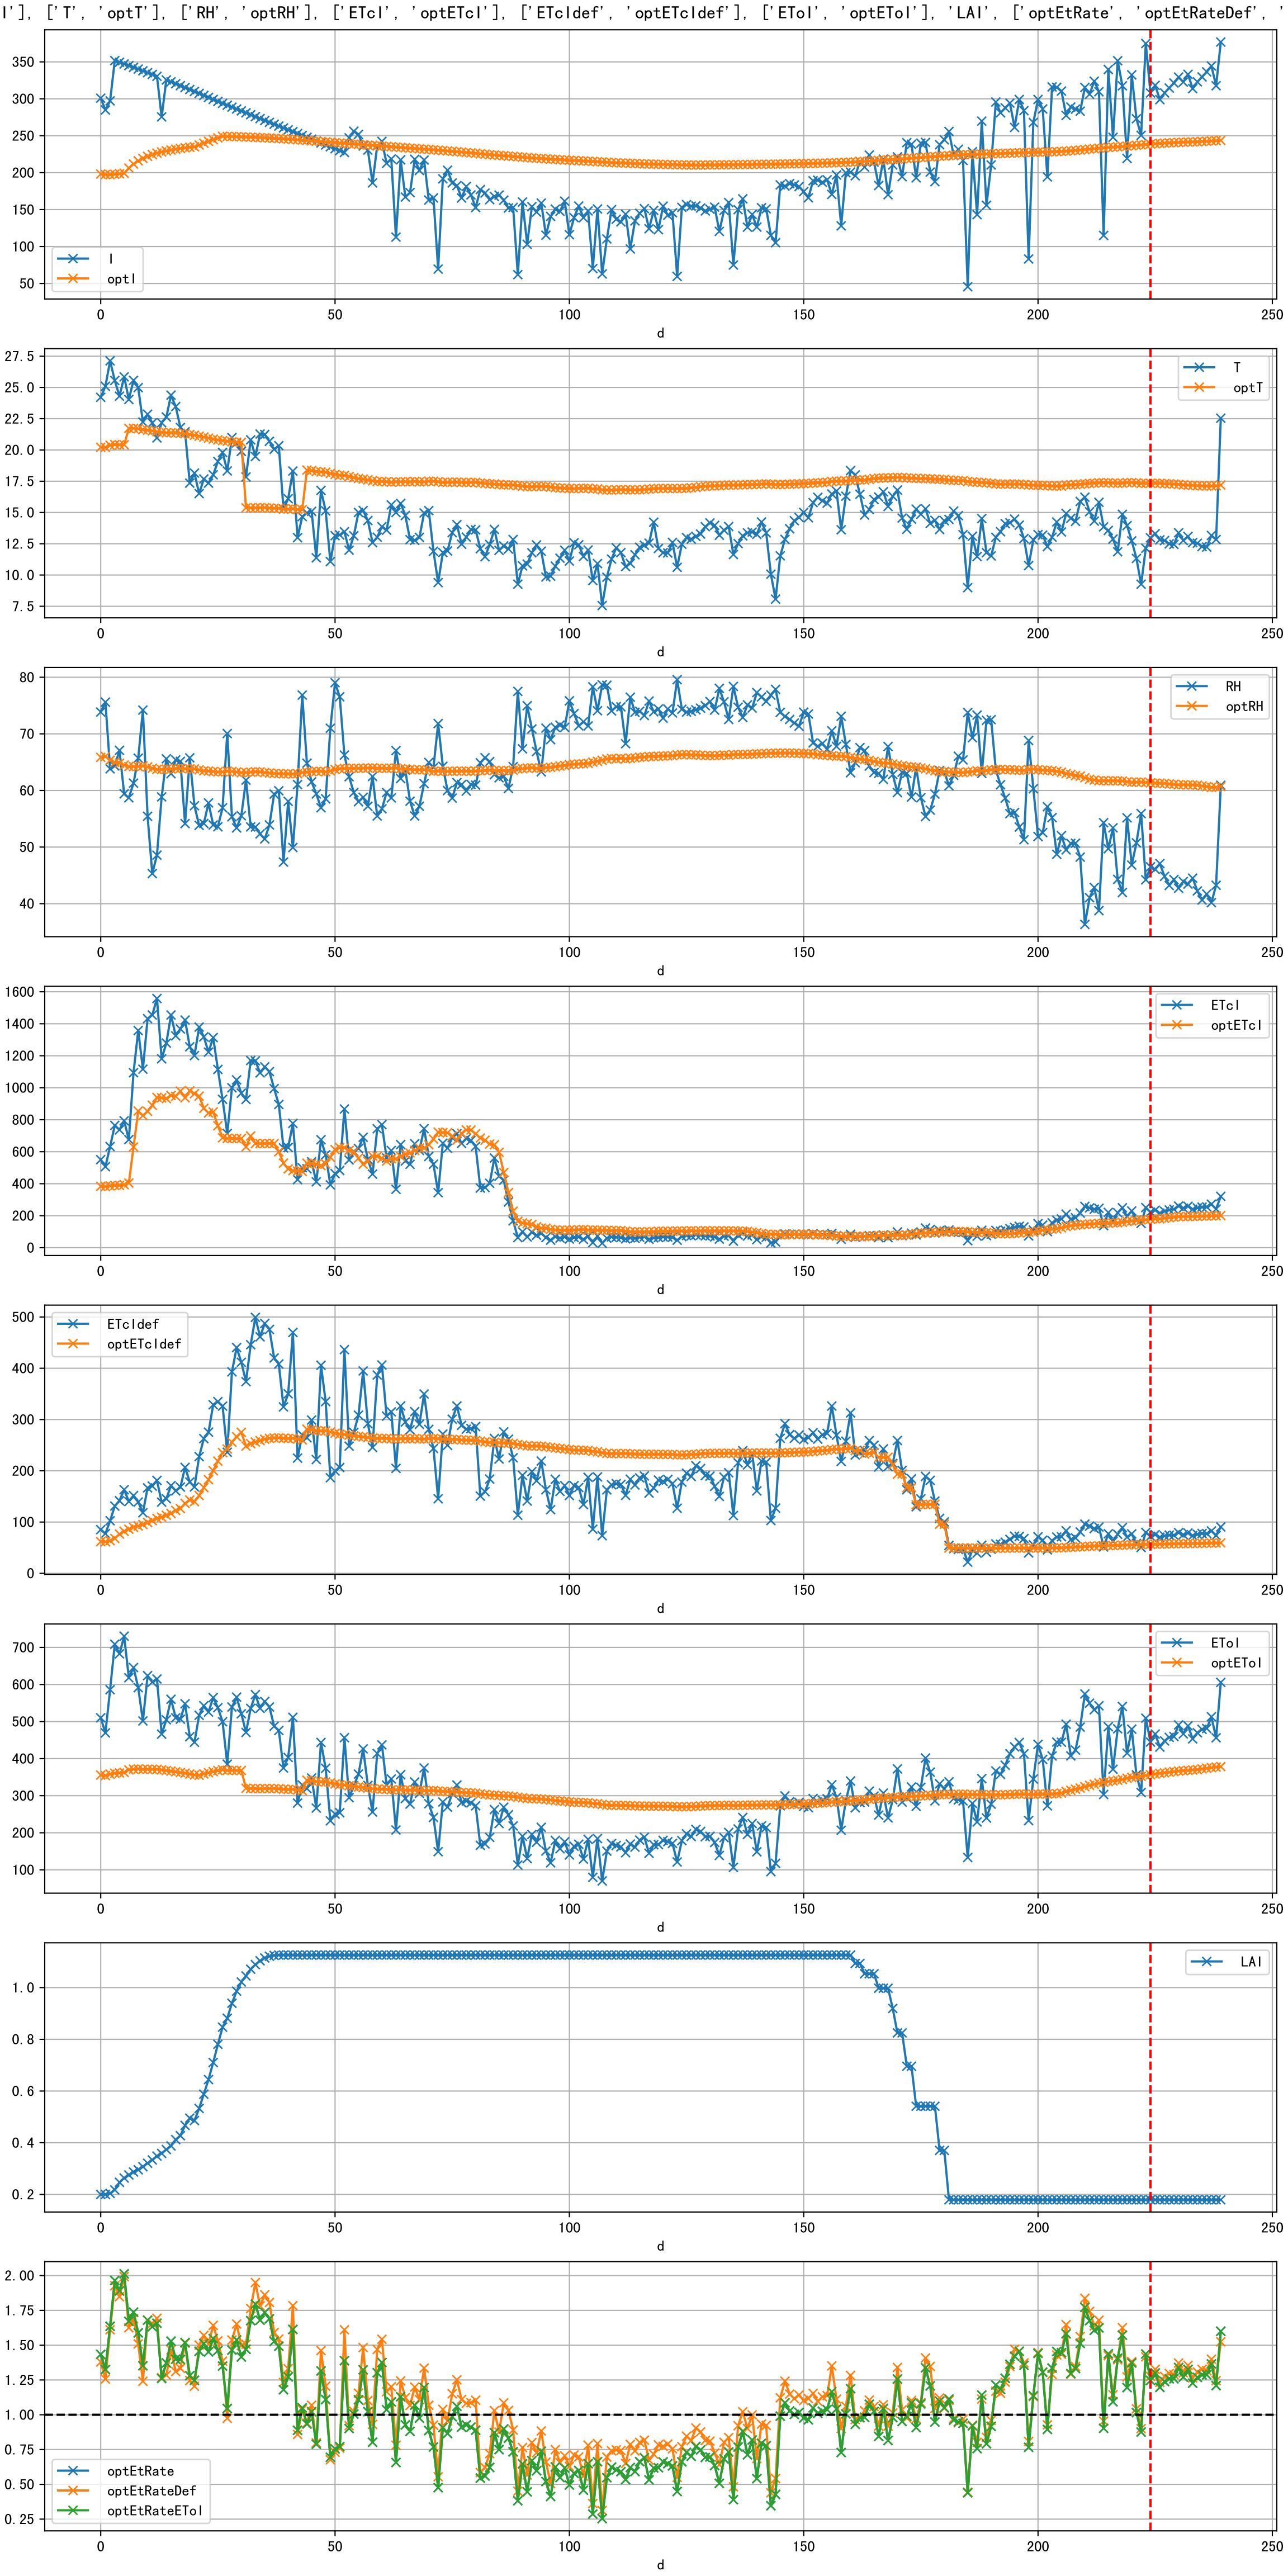 I'], ['T', 'optT'], ['RH', 'optRH'], ['ETcI', 'optETcI'], ['ETcIdef', 'optETcIdef'], ['EToI', 'optEToI'], 'LAI', ['optEtRate', 'optEtRateDef', '
350
300
250
200
150
100
50
I
optI
0 50 100 150 200 250
d
27.5
25.0
22.5
20.0
17.5
15.0
12.5
10.0
7.5
T
optT
0 50 100 150 200 250
d
80
70
60
50
40
RH
optRH
0 50 100 150 200 250
d
1600
1400
1200
1000
800
600
400
200
0
ETcI
optETcI
0 50 100 150 200 250
d
500
400
300
200
100
0
ETcIdef
optETcIdef
0 50 100 150 200 250
d
700
600
500
400
300
200
100
EToI
optEToI
0 50 100 150 200 250
d
1.0
0.8
0.6
0.4
0.2
LAI
0 50 100 150 200 250
d
2.00
1.75
1.50
1.25
1.00
0.75
0.50
0.25
optEtRate
optEtRateDef
optEtRateEToI
0 50 100 150 200 250
d